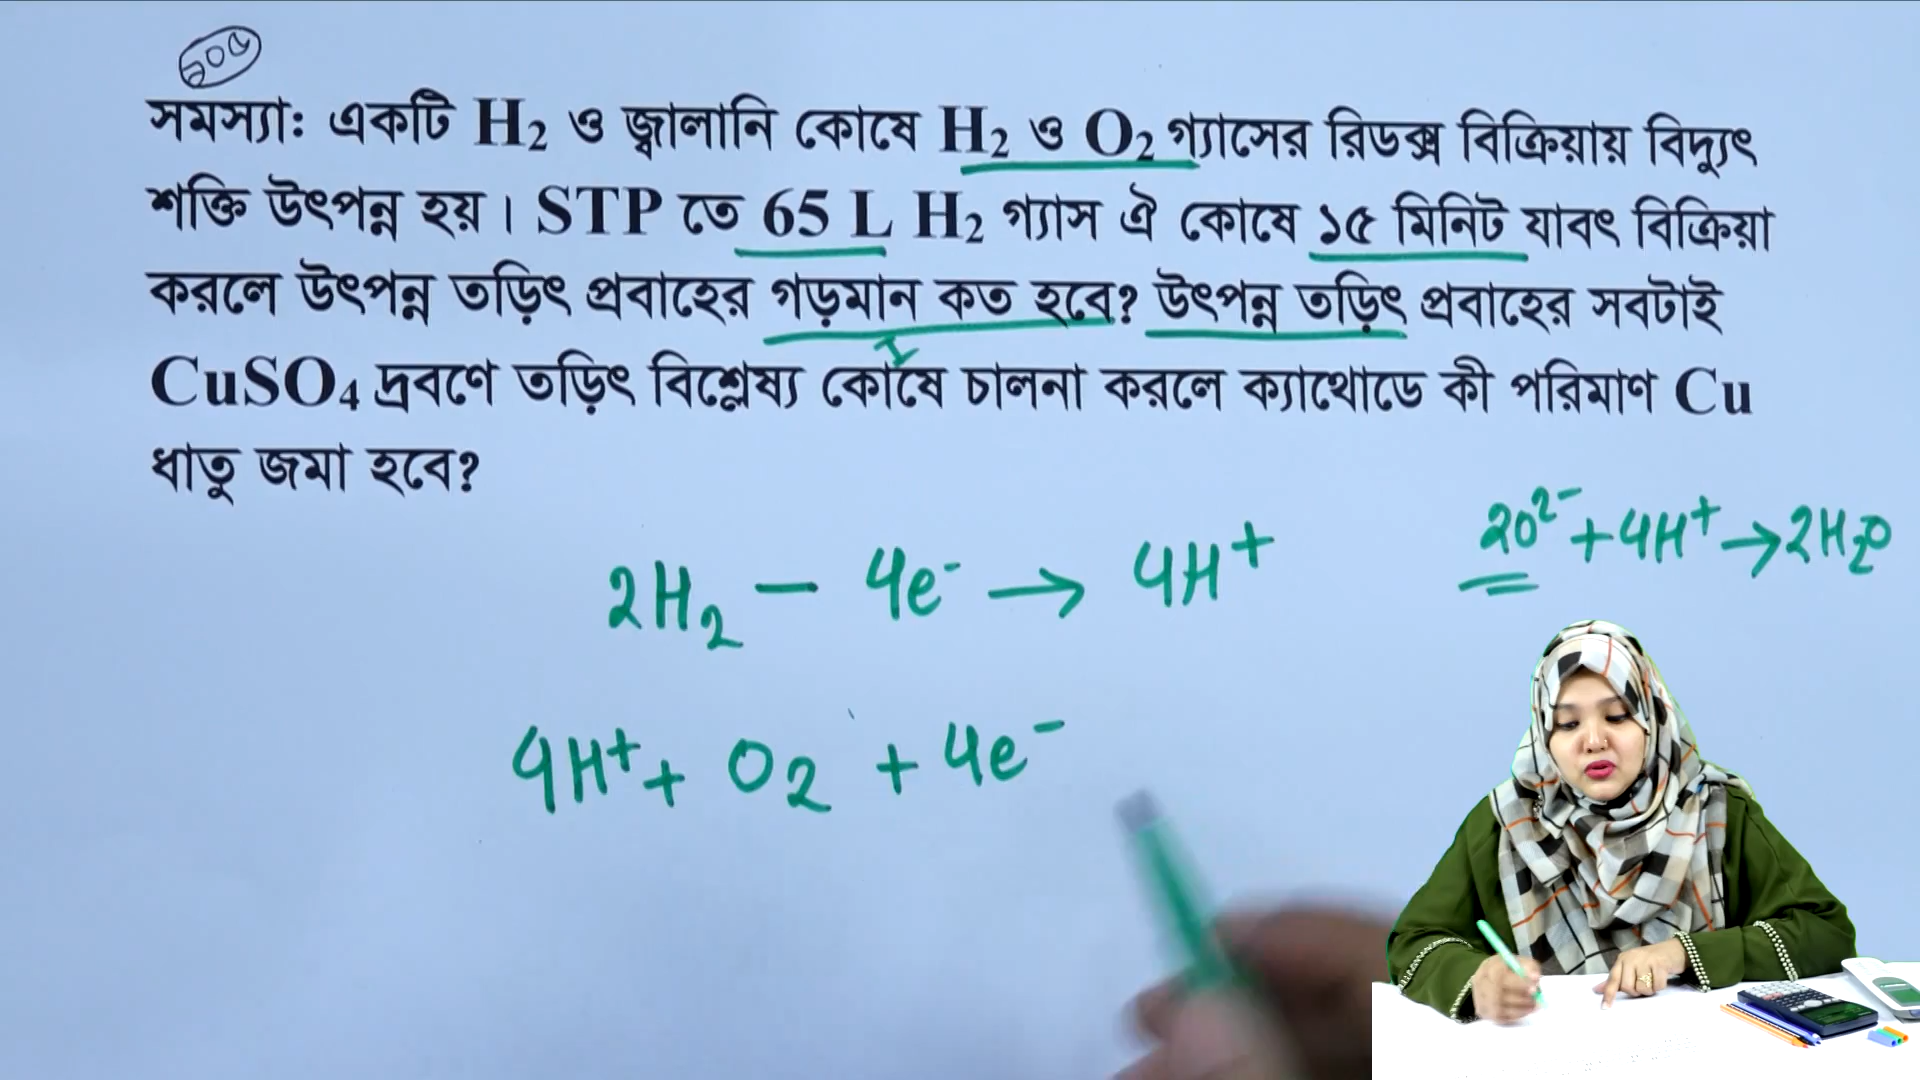 ১০৫
সমস্যা: একটি H₂ ও জ্বালানি কোষে H₂ ও O₂ গ্যাসের রিডক্স বিক্রিয়ায় বিদ্যুৎ
শক্তি উৎপন্ন হয়। STP তে 65 L H₂ গ্যাস ঐ কোষে ১৫ মিনিট যাবৎ বিক্রিয়া
করলে উৎপন্ন তড়িৎ প্রবাহের গড়মান কত হবে? উৎপন্ন তড়িৎ প্রবাহের সবটাই
I
CuSO₄ দ্রবণে তড়িৎ বিশ্লেষ্য কোষে চালনা করলে ক্যাথোডে কী পরিমাণ Cu
ধাতু জমা হবে?
2O²⁻ + 4H⁺ → 2H₂O
2H₂ − 4e⁻ → 4H⁺
4H⁺ + O₂ + 4e⁻